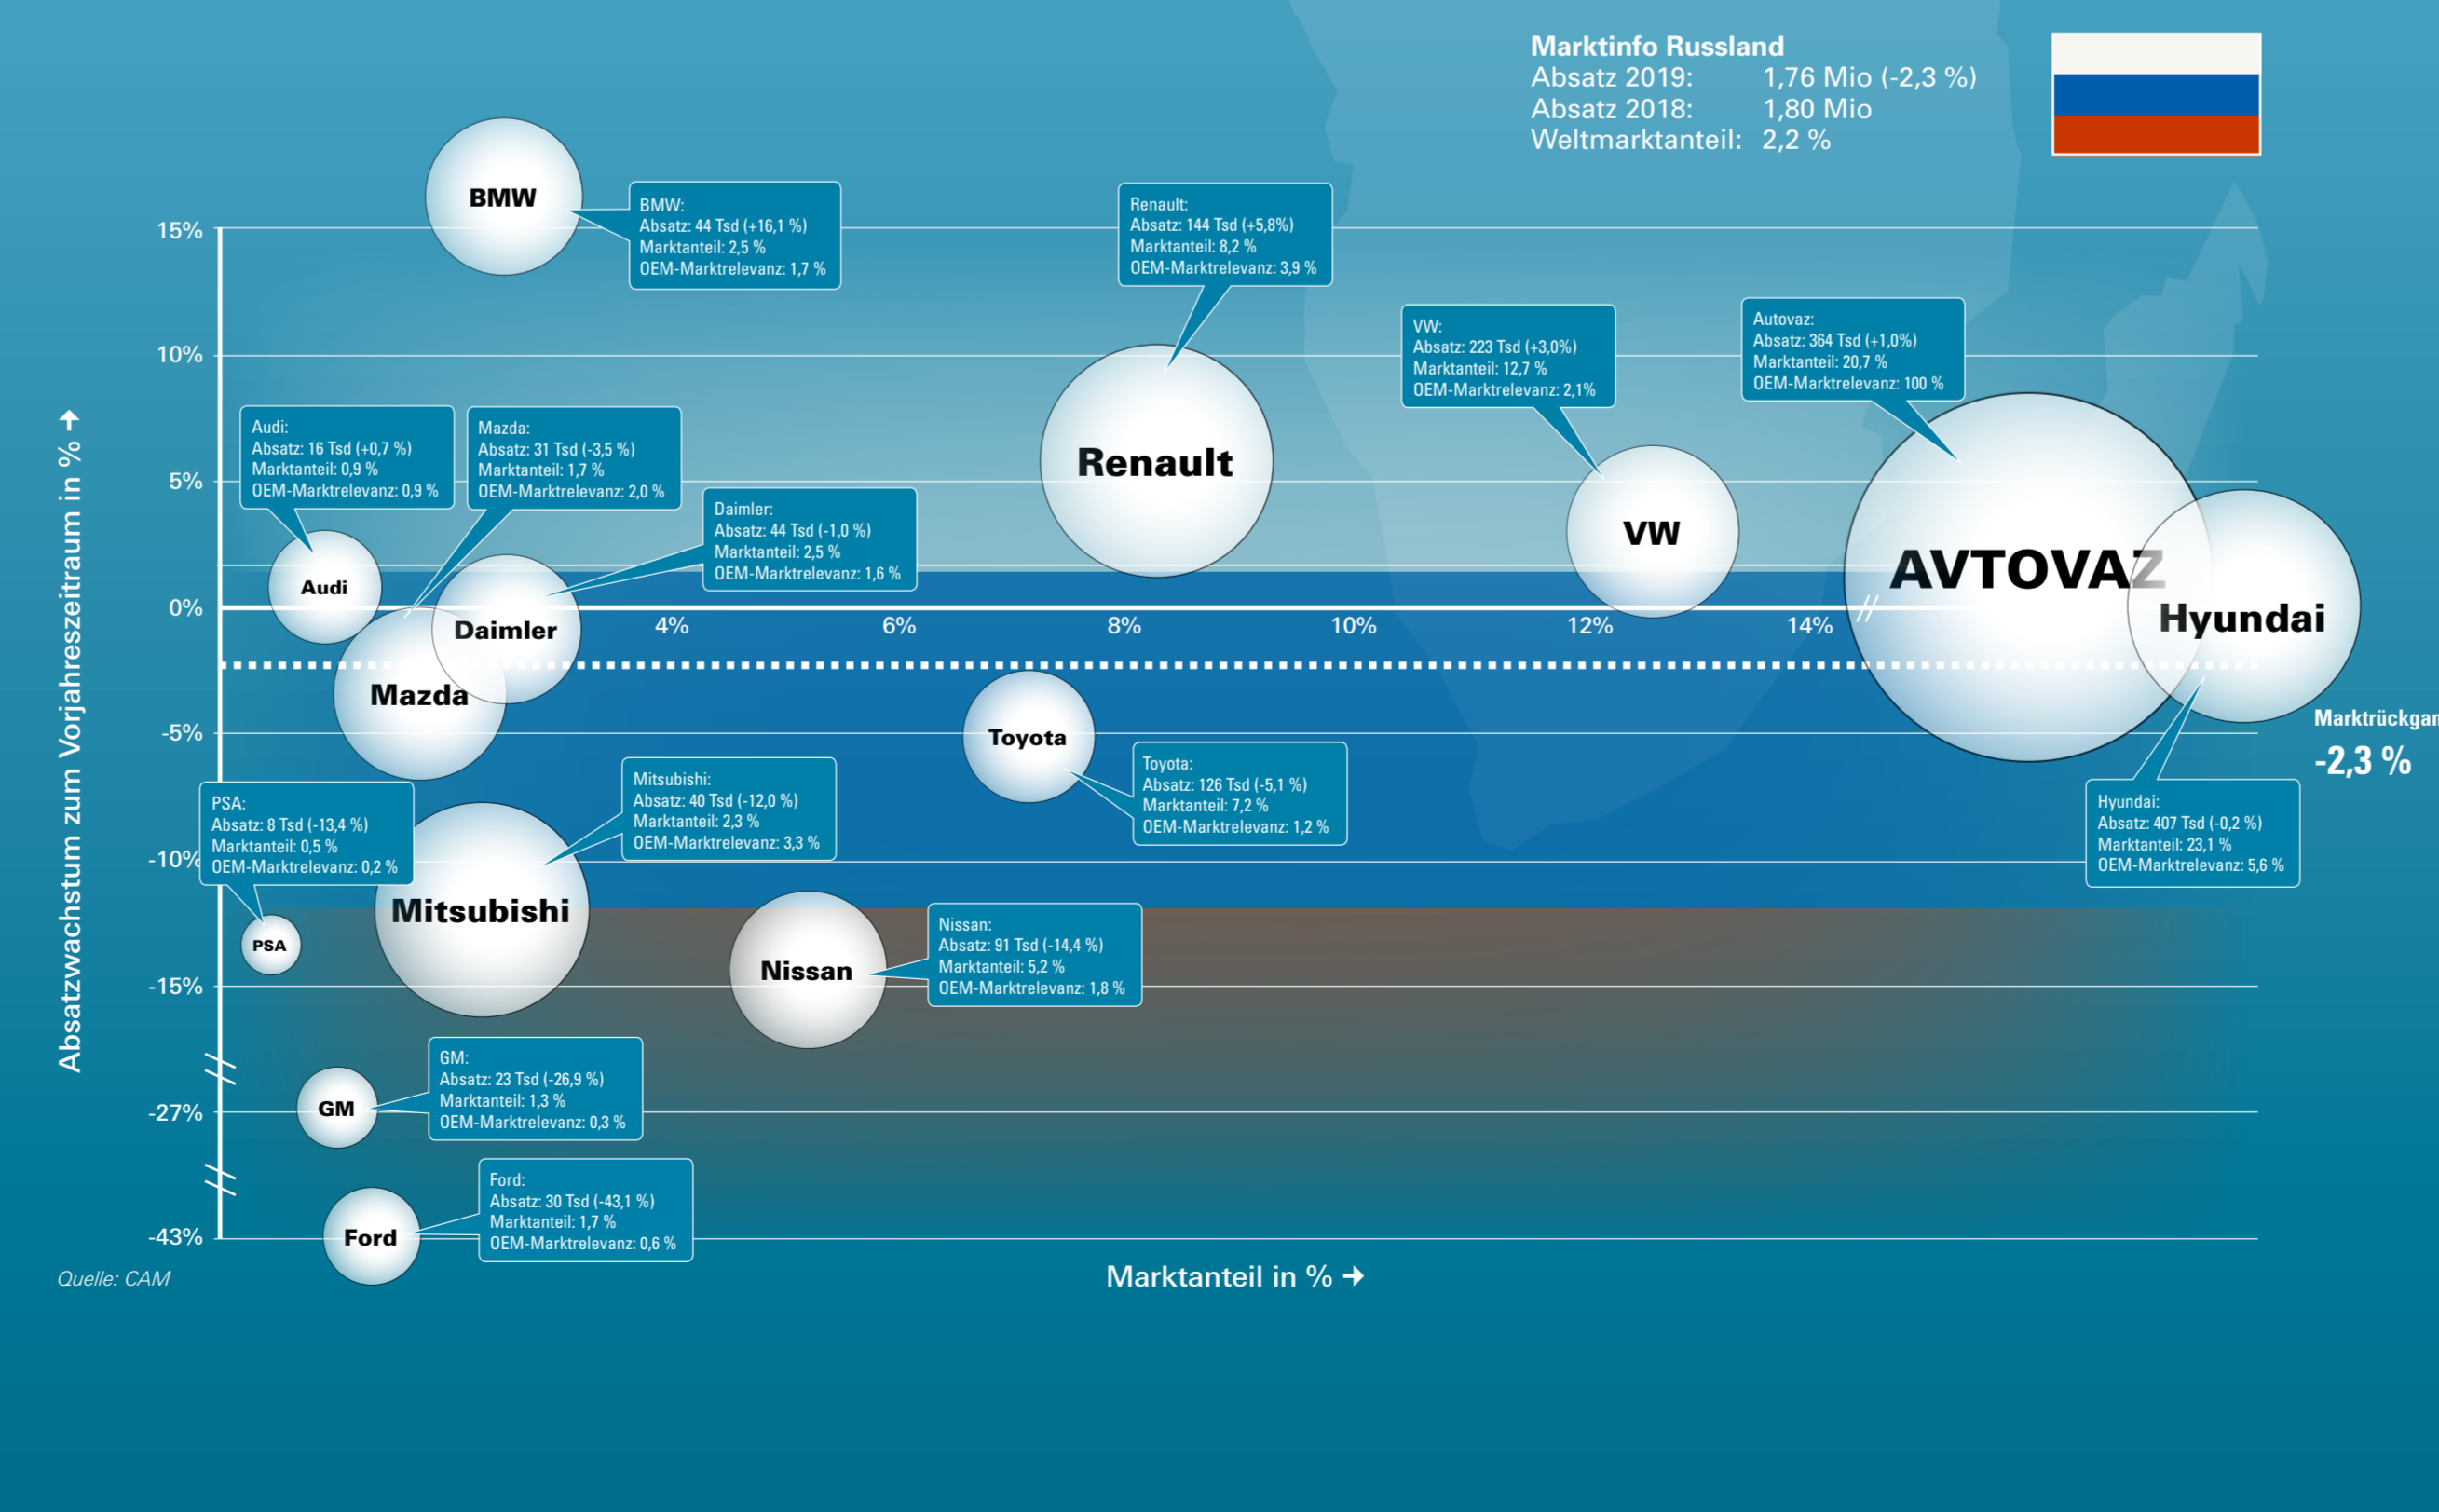 Marktinfo Russland
Absatz 2019: 1,76 Mio (-2,3 %)
Absatz 2018: 1,80 Mio
Weltmarktanteil: 2,2 %
BMW
BMW:
Absatz: 44 Tsd (+16,1 %)
Marktanteil: 2,5 %
OEM-Marktrelevanz: 1,7 %
Renault:
Absatz: 144 Tsd (+5,8%)
Marktanteil: 8,2 %
OEM-Marktrelevanz: 3,9 %
Renault
VW:
Absatz: 223 Tsd (+3,0%)
Marktanteil: 12,7 %
OEM-Marktrelevanz: 2,1%
VW
Autovaz:
Absatz: 364 Tsd (+1,0%)
Marktanteil: 20,7 %
OEM-Marktrelevanz: 100 %
AVTOVAZ
Hyundai
Audi:
Absatz: 16 Tsd (+0,7 %)
Marktanteil: 0,9 %
OEM-Marktrelevanz: 0,9 %
Audi
Mazda:
Absatz: 31 Tsd (-3,5 %)
Marktanteil: 1,7 %
OEM-Marktrelevanz: 2,0 %
Mazda
Daimler:
Absatz: 44 Tsd (-1,0 %)
Marktanteil: 2,5 %
OEM-Marktrelevanz: 1,6 %
Daimler
15%
10%
5%
0%
-5%
-10%
-15%
-27%
-43%
4%
6%
8%
10%
12%
14%
Absatzwachstum zum Vorjahreszeitraum in % →
Toyota
Toyota:
Absatz: 126 Tsd (-5,1 %)
Marktanteil: 7,2 %
OEM-Marktrelevanz: 1,2 %
Marktrückgan
-2,3 %
Hyundai:
Absatz: 407 Tsd (-0,2 %)
Marktanteil: 23,1 %
OEM-Marktrelevanz: 5,6 %
PSA:
Absatz: 8 Tsd (-13,4 %)
Marktanteil: 0,5 %
OEM-Marktrelevanz: 0,2 %
PSA
Mitsubishi:
Absatz: 40 Tsd (-12,0 %)
Marktanteil: 2,3 %
OEM-Marktrelevanz: 3,3 %
Mitsubishi
Nissan
Nissan:
Absatz: 91 Tsd (-14,4 %)
Marktanteil: 5,2 %
OEM-Marktrelevanz: 1,8 %
GM
GM:
Absatz: 23 Tsd (-26,9 %)
Marktanteil: 1,3 %
OEM-Marktrelevanz: 0,3 %
Ford
Ford:
Absatz: 30 Tsd (-43,1 %)
Marktanteil: 1,7 %
OEM-Marktrelevanz: 0,6 %
Quelle: CAM
Marktanteil in % →